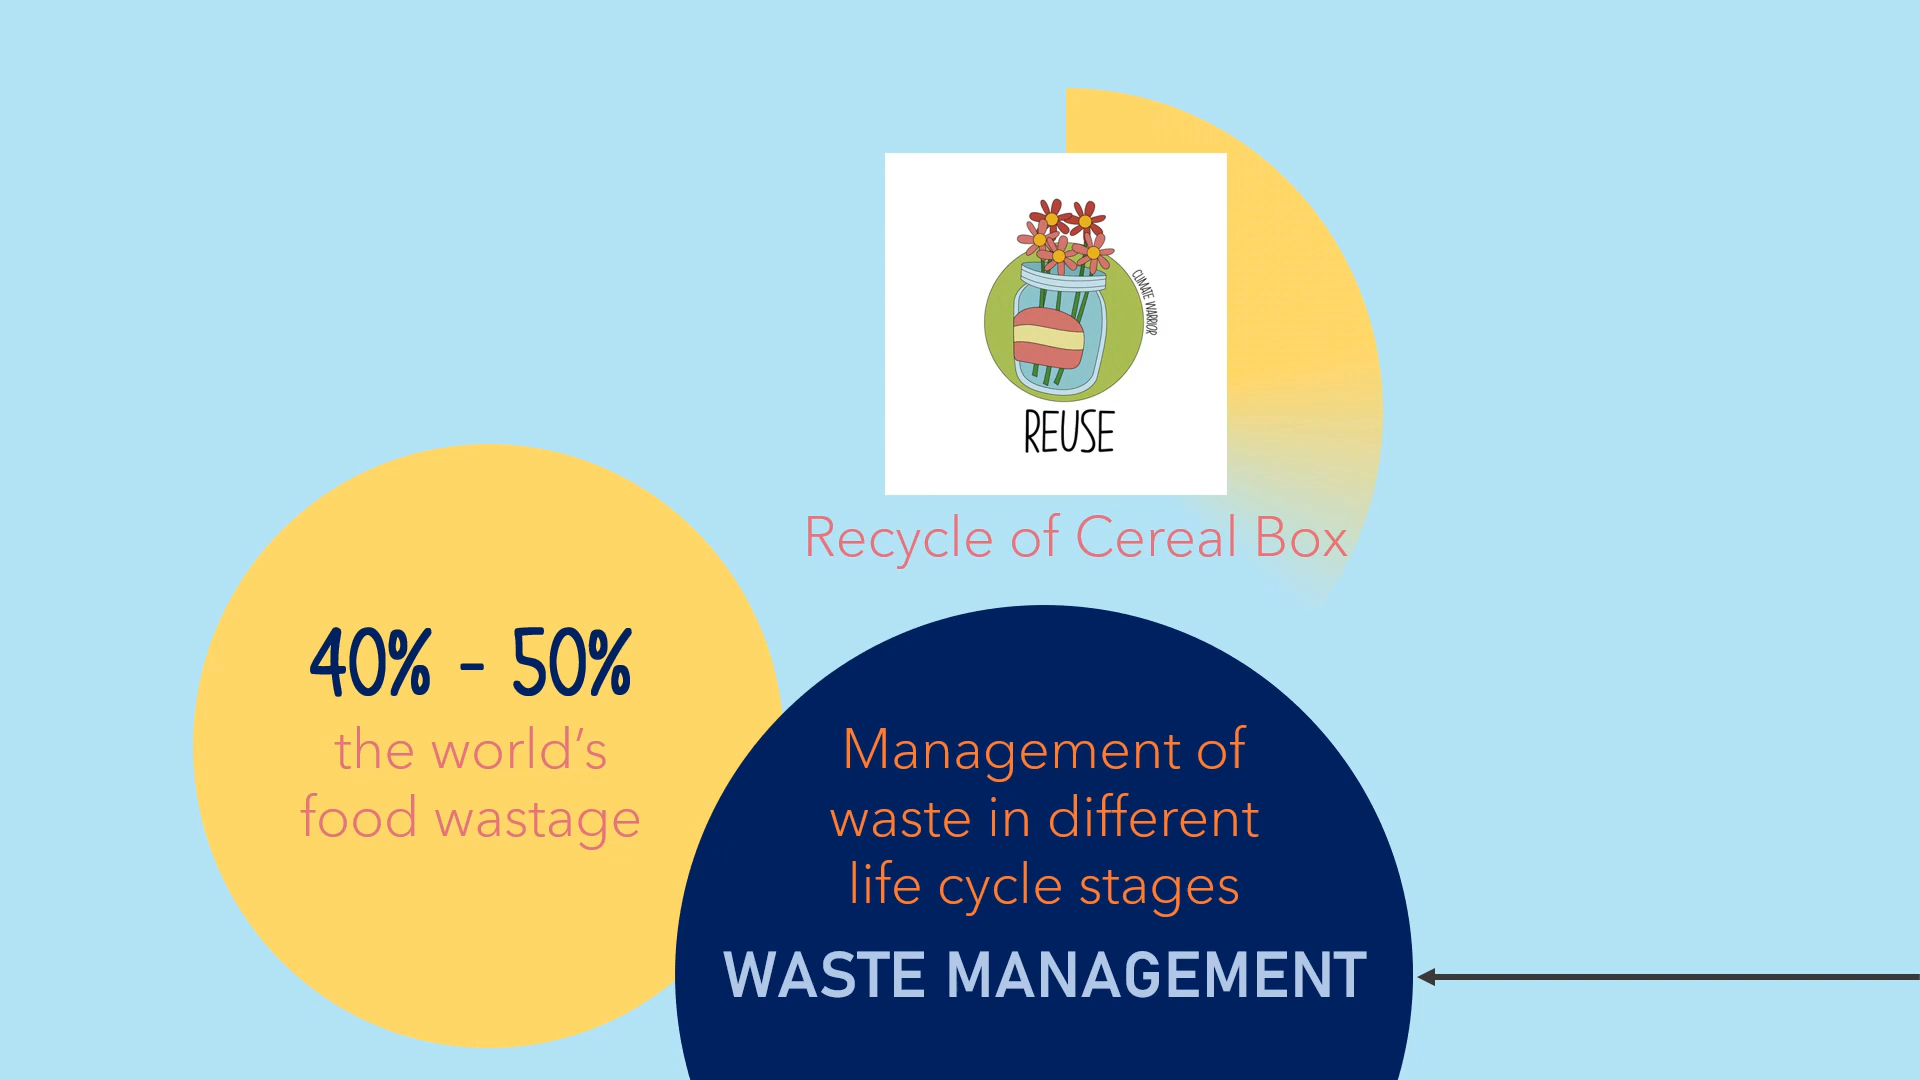 CLIMATE WARRIOR
REUSE
Recycle of Cereal Box
40% - 50%
the world's
food wastage
Management of
waste in different
life cycle stages
WASTE MANAGEMENT